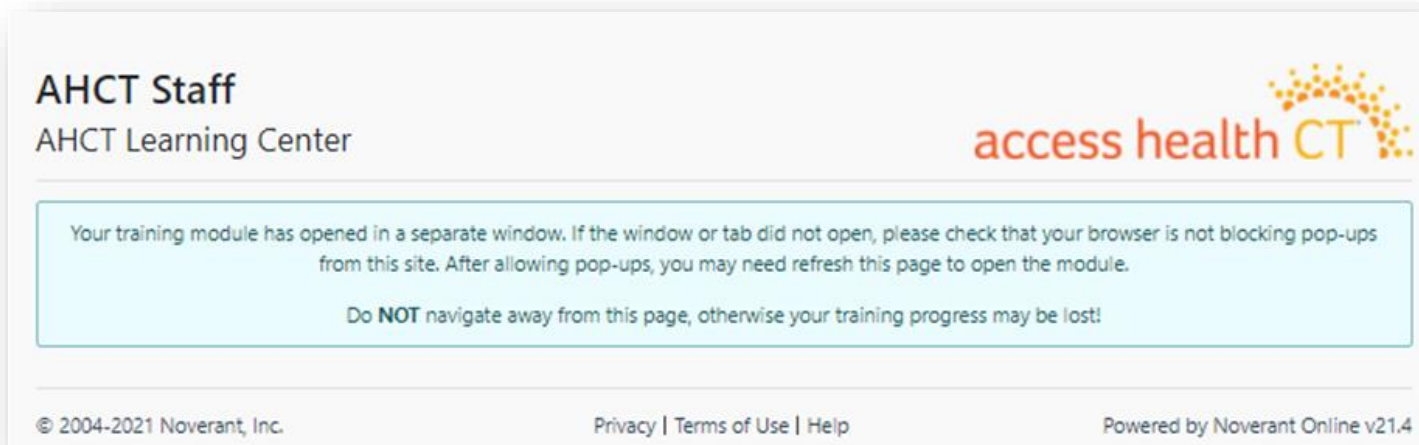 AHCT Staff
AHCT Learning Center
access health CT
Your training module has opened in a separate window. If the window or tab did not open, please check that your browser is not blocking pop-ups
from this site. After allowing pop-ups, you may need refresh this page to open the module.
Do NOT navigate away from this page, otherwise your training progress may be lost!
© 2004-2021 Noverant, Inc.
Privacy | Terms of Use | Help
Powered by Noverant Online v21.4